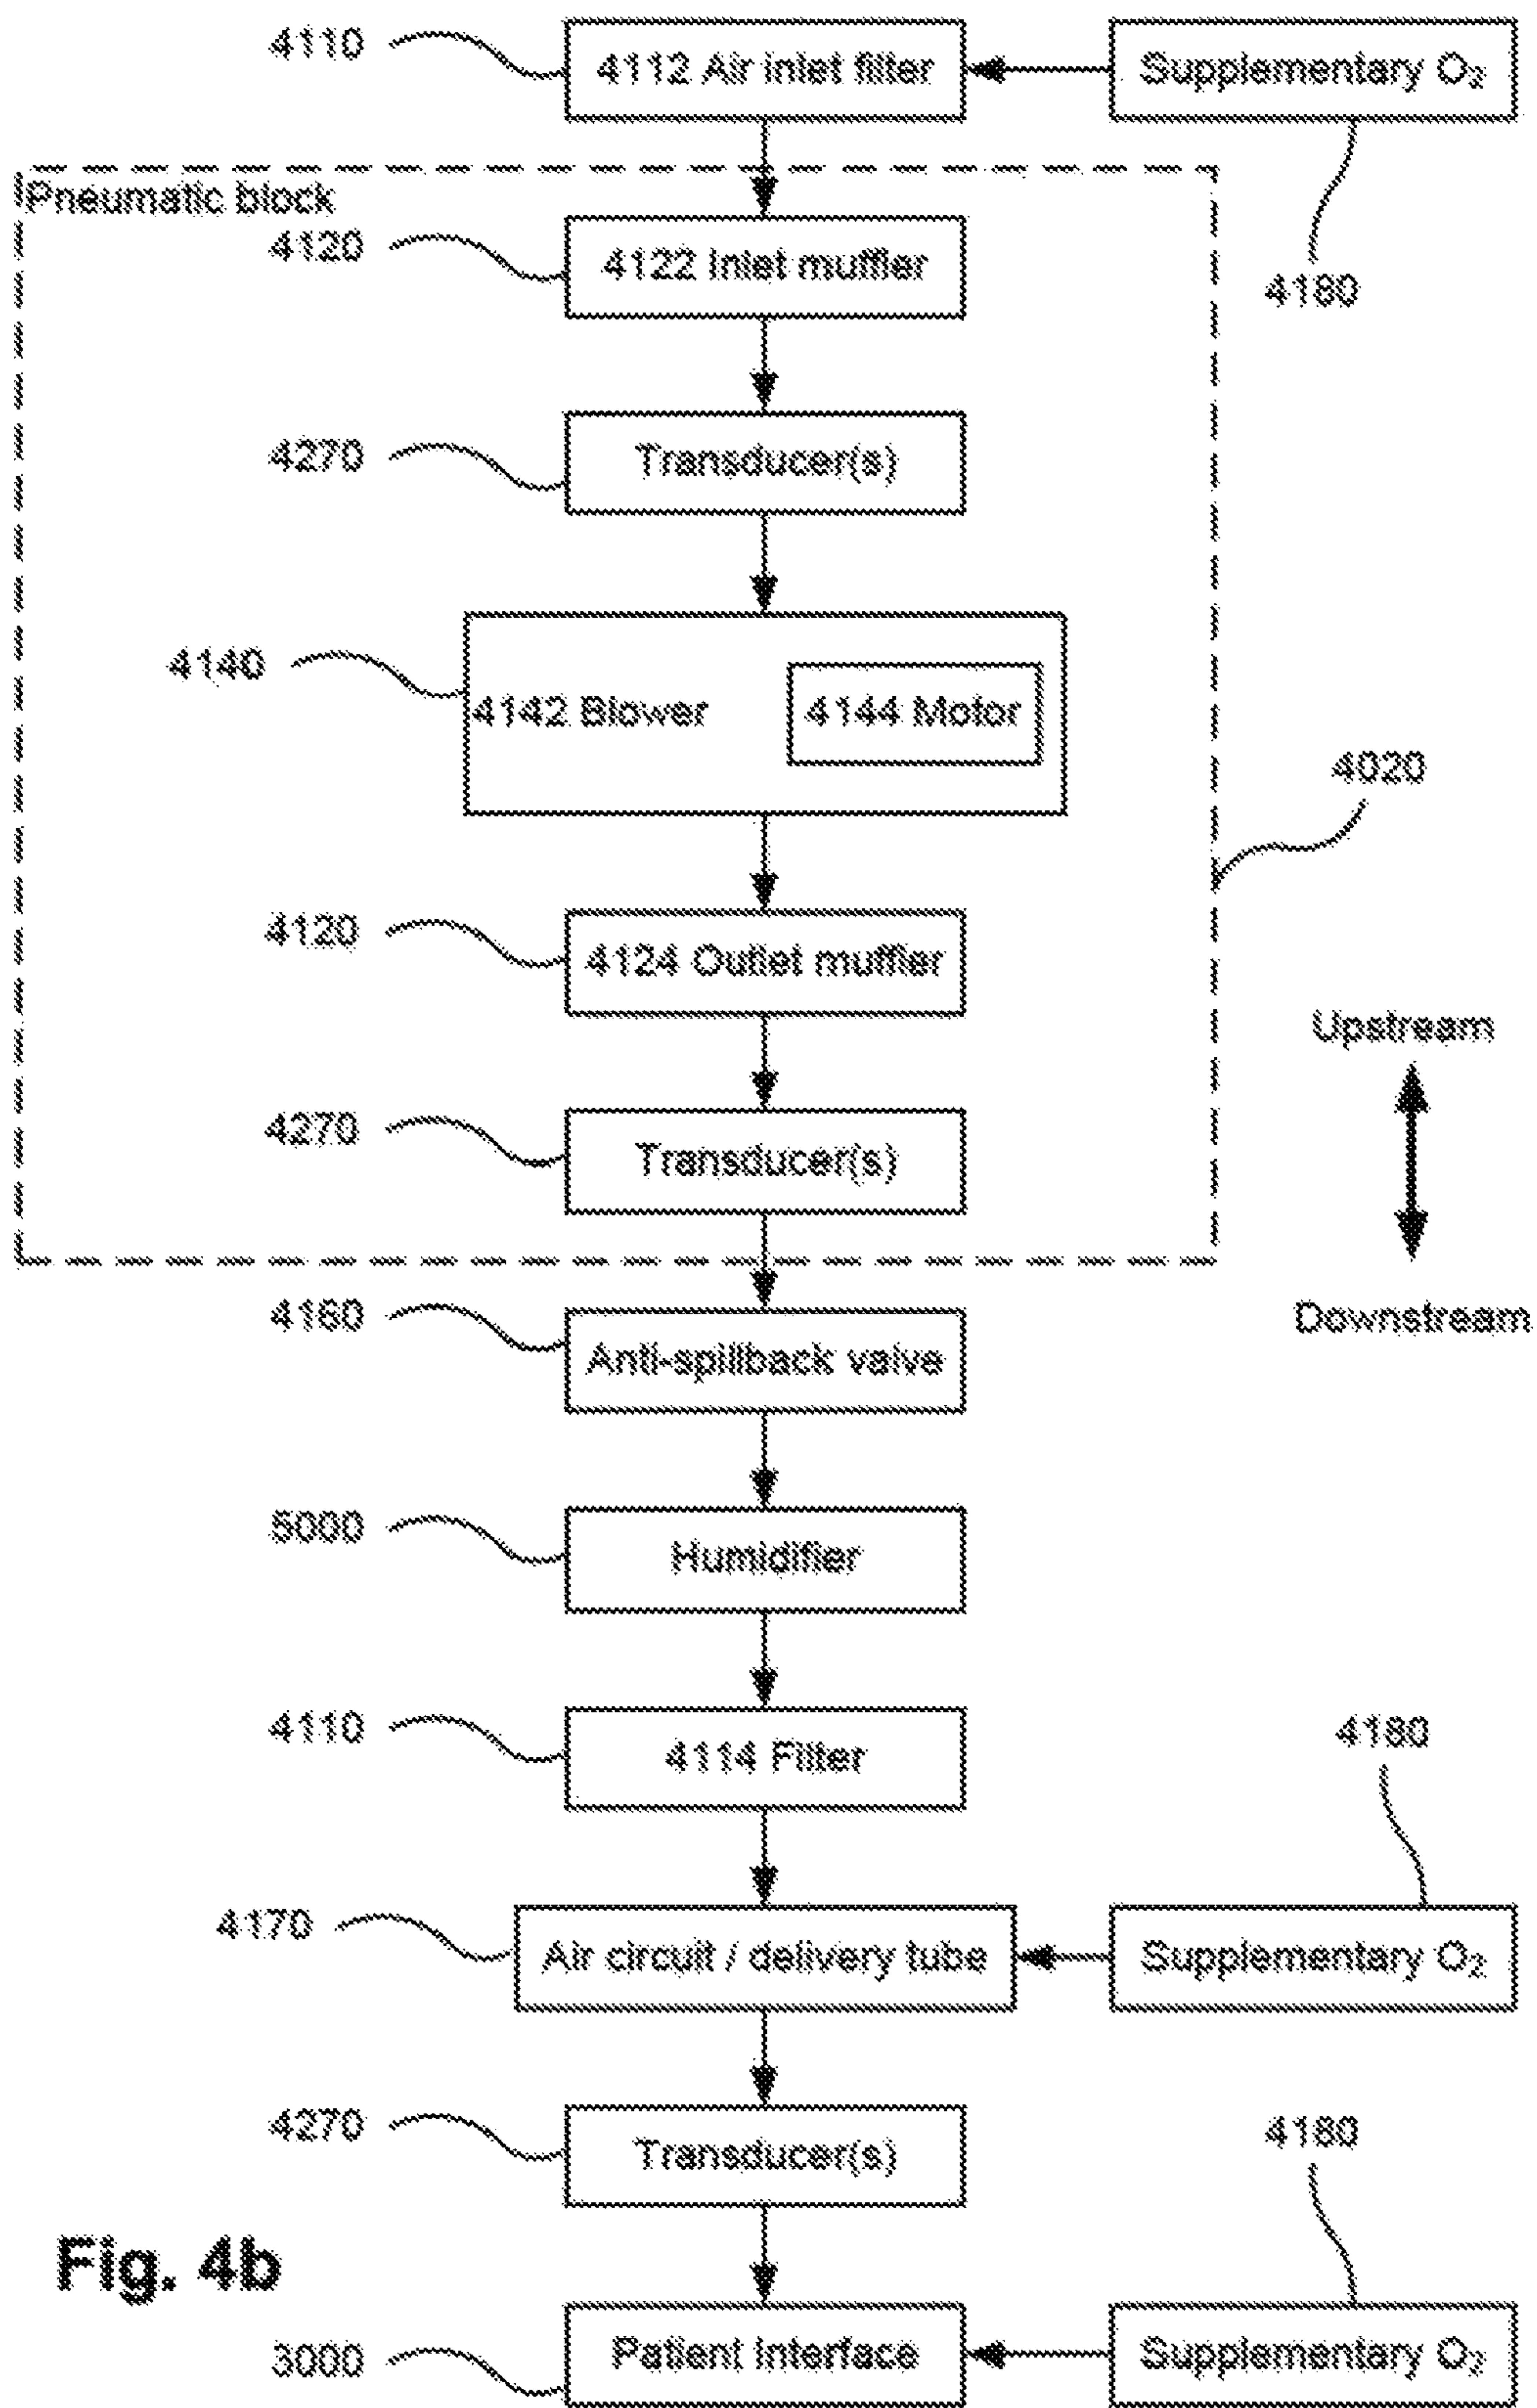 4110
4112 Air inlet filter
Supplementary O₂
Pneumatic block
4120
4122 Inlet muffler
4180
4270
Transducer(s)
4140
4142 Blower
4144 Motor
4020
4120
4124 Outlet muffler
Upstream
4270
Transducer(s)
4160
Anti-spillback valve
Downstream
5000
Humidifier
4110
4114 Filter
4180
4170
Air circuit / delivery tube
Supplementary O₂
4270
Transducer(s)
4180
Fig. 4b
3000
Patient Interface
Supplementary O₂